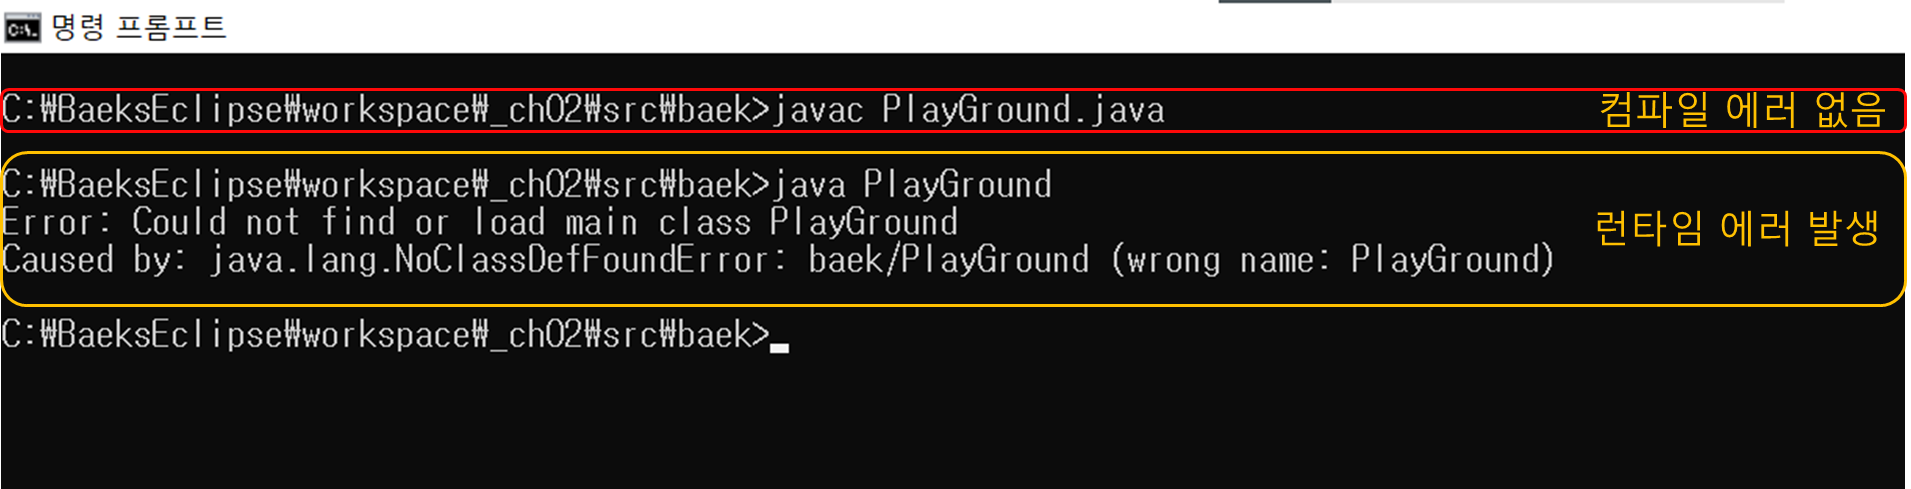 명령 프롬프트
C:₩BaeksEclipse₩workspace₩_ch02₩src₩baek>javac PlayGround.java 컴파일 에러 없음
C:₩BaeksEclipse₩workspace₩_ch02₩src₩baek>java PlayGround
Error: Could not find or load main class PlayGround
런타임 에러 발생
Caused by: java.lang.NoClassDefFoundError: baek/PlayGround (wrong name: PlayGround)
C:₩BaeksEclipse₩workspace₩_ch02₩src₩baek>